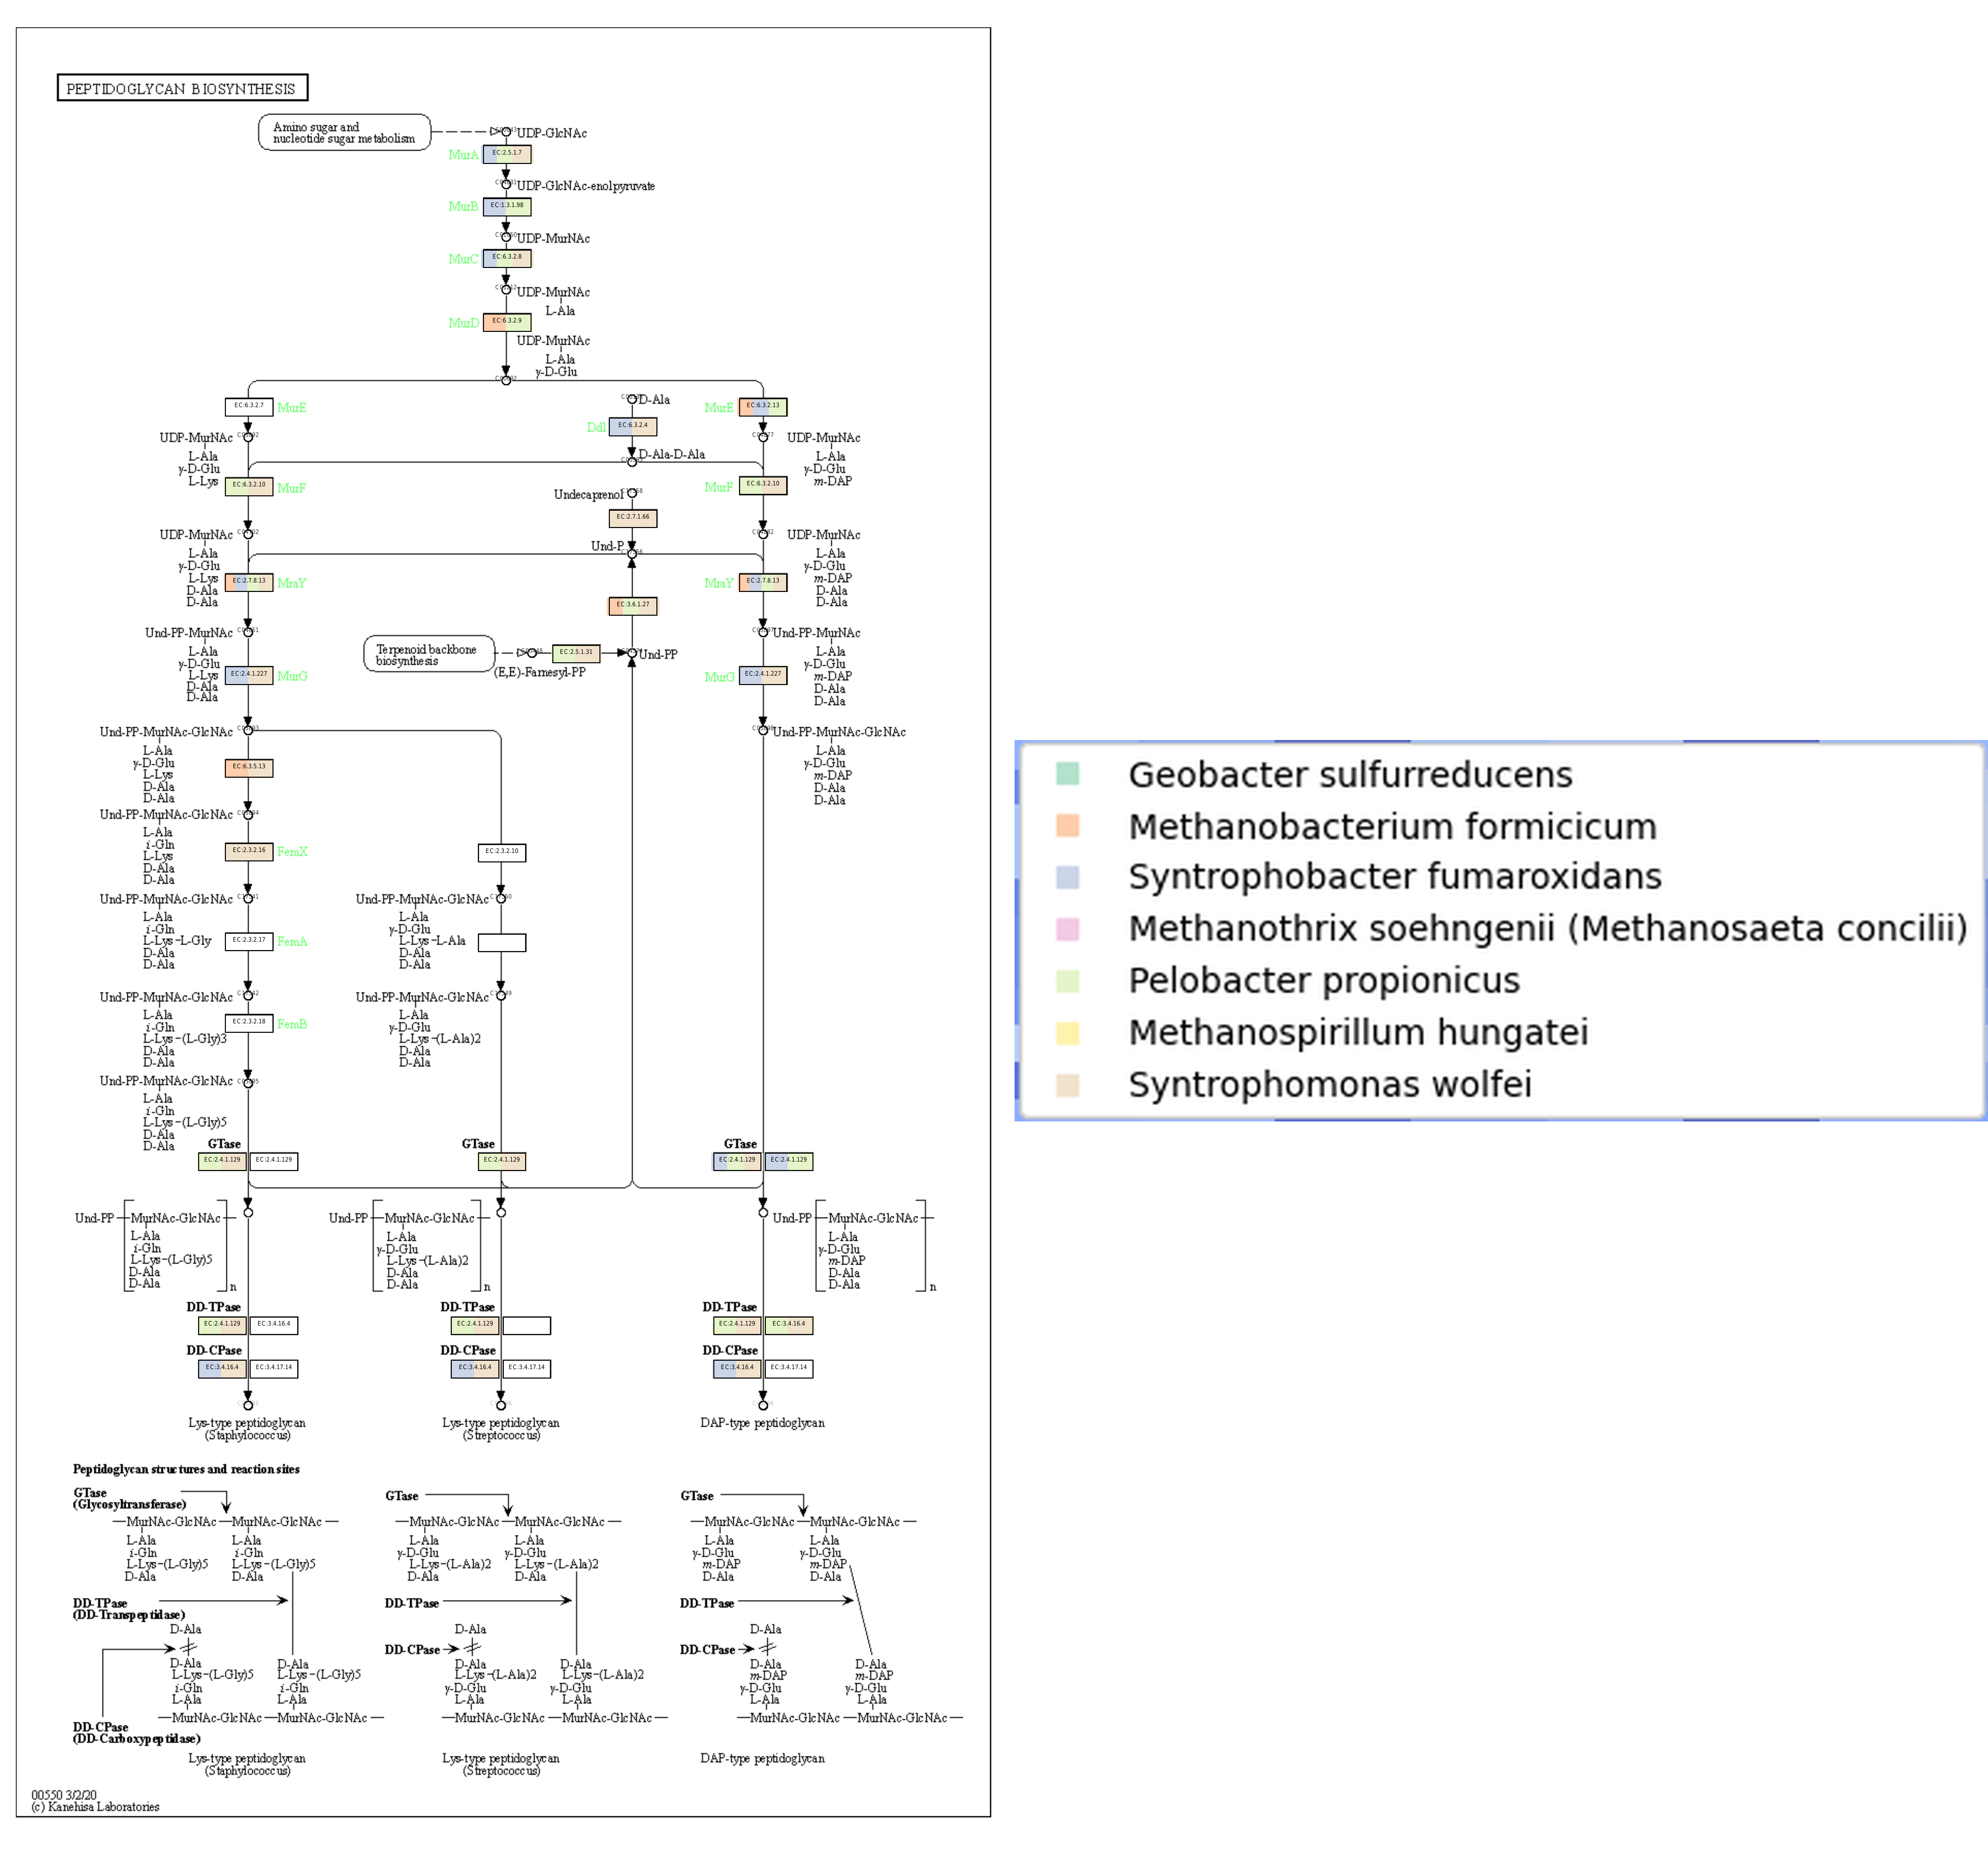 PEPTIDOGLYCAN BIOSYNTHESIS
Amino sugar and
nucleotide sugar metabolism
UDP-GlcNAc
MurA
EC:2.5.1.7
UDP-GlcNAc-enolpyruvate
MurB
EC:1.3.1.98
UDP-MurNAc
MurC
EC:6.3.2.8
UDP-MurNAc
L-Ala
MurD
EC:6.3.2.9
UDP-MurNAc
L-Ala
γ-D-Glu
EC:6.3.2.7
MurE
D-Ala
Ddl
EC:6.3.2.4
D-Ala-D-Ala
MurE
EC:6.3.2.13
UDP-MurNAc
L-Ala
γ-D-Glu
L-Lys
UDP-MurNAc
L-Ala
γ-D-Glu
m-DAP
EC:6.3.2.10
MurF
Undecaprenol
EC:2.7.1.66
Und-P
MurF
EC:6.3.2.10
UDP-MurNAc
L-Ala
γ-D-Glu
L-Lys
D-Ala
D-Ala
UDP-MurNAc
L-Ala
γ-D-Glu
m-DAP
D-Ala
D-Ala
EC:2.7.8.13
MraY
EC:3.6.1.27
MraY
EC:2.7.8.13
Und-PP-MurNAc
L-Ala
γ-D-Glu
L-Lys
D-Ala
D-Ala
Terpenoid backbone
biosynthesis
(E,E)-Farnesyl-PP
EC:2.5.1.31
Und-PP
Und-PP-MurNAc
L-Ala
γ-D-Glu
m-DAP
D-Ala
D-Ala
EC:2.4.1.227
MurG
MurG
EC:2.4.1.227
Und-PP-MurNAc-GlcNAc
L-Ala
γ-D-Glu
L-Lys
D-Ala
D-Ala
Und-PP-MurNAc-GlcNAc
L-Ala
γ-D-Glu
m-DAP
D-Ala
D-Ala
EC:6.3.5.13
Und-PP-MurNAc-GlcNAc
L-Ala
i-Gln
L-Lys
D-Ala
D-Ala
EC:2.3.2.16
FemX
EC:2.3.2.10
Und-PP-MurNAc-GlcNAc
L-Ala
i-Gln
L-Lys-L-Gly
D-Ala
D-Ala
EC:2.3.2.17
FemA
Und-PP-MurNAc-GlcNAc
L-Ala
γ-D-Glu
L-Lys-L-Ala
D-Ala
D-Ala
Und-PP-MurNAc-GlcNAc
L-Ala
i-Gln
L-Lys-(L-Gly)3
D-Ala
D-Ala
EC:2.3.2.18
FemB
Und-PP-MurNAc-GlcNAc
L-Ala
γ-D-Glu
L-Lys-(L-Ala)2
D-Ala
D-Ala
Und-PP-MurNAc-GlcNAc
L-Ala
i-Gln
L-Lys-(L-Gly)5
D-Ala
D-Ala
GTase
EC:2.4.1.129
EC:2.4.1.129
GTase
EC:2.4.1.129
GTase
EC:2.4.1.129
EC:2.4.1.129
Und-PP MurNAc-GlcNAc
L-Ala
i-Gln
L-Lys-(L-Gly)5
D-Ala
D-Ala
n
Und-PP MurNAc-GlcNAc
L-Ala
γ-D-Glu
L-Lys-(L-Ala)2
D-Ala
D-Ala
n
Und-PP MurNAc-GlcNAc
L-Ala
γ-D-Glu
m-DAP
D-Ala
D-Ala
n
DD-TPase
EC:2.4.1.129
EC:3.4.16.4
DD-TPase
EC:2.4.1.129
DD-TPase
EC:2.4.1.129
EC:3.4.16.4
DD-CPase
EC:3.4.16.4
EC:3.4.17.14
DD-CPase
EC:3.4.16.4
EC:3.4.17.14
DD-CPase
EC:3.4.16.4
EC:3.4.17.14
Lys-type peptidoglycan
(Staphylococcus)
Lys-type peptidoglycan
(Streptococcus)
DAP-type peptidoglycan
Peptidoglycan structures and reaction sites
GTase
(Glycosyltransferase)
MurNAc-GlcNAc MurNAc-GlcNAc
L-Ala L-Ala
i-Gln i-Gln
L-Lys-(L-Gly)5 L-Lys-(L-Gly)5
D-Ala D-Ala
DD-TPase
(DD-Transpeptidase)
D-Ala
D-Ala D-Ala
L-Lys-(L-Gly)5 L-Lys-(L-Gly)5
i-Gln i-Gln
L-Ala L-Ala
MurNAc-GlcNAc MurNAc-GlcNAc
DD-CPase
(DD-Carboxypeptidase)
Lys-type peptidoglycan
(Staphylococcus)
GTase
MurNAc-GlcNAc MurNAc-GlcNAc
L-Ala L-Ala
γ-D-Glu γ-D-Glu
L-Lys-(L-Ala)2 L-Lys-(L-Ala)2
D-Ala D-Ala
DD-TPase
D-Ala
DD-CPase
D-Ala D-Ala
L-Lys-(L-Ala)2 L-Lys-(L-Ala)2
γ-D-Glu γ-D-Glu
L-Ala L-Ala
MurNAc-GlcNAc MurNAc-GlcNAc
Lys-type peptidoglycan
(Streptococcus)
GTase
MurNAc-GlcNAc MurNAc-GlcNAc
L-Ala L-Ala
γ-D-Glu γ-D-Glu
m-DAP m-DAP
D-Ala D-Ala
DD-TPase
D-Ala
DD-CPase
D-Ala D-Ala
m-DAP m-DAP
γ-D-Glu γ-D-Glu
L-Ala L-Ala
MurNAc-GlcNAc MurNAc-GlcNAc
DAP-type peptidoglycan
00550 3/2/20
(c) Kanehisa Laboratories
Geobacter sulfurreducens
Methanobacterium formicicum
Syntrophobacter fumaroxidans
Methanothrix soehngenii (Methanosaeta concilii)
Pelobacter propionicus
Methanospirillum hungatei
Syntrophomonas wolfei